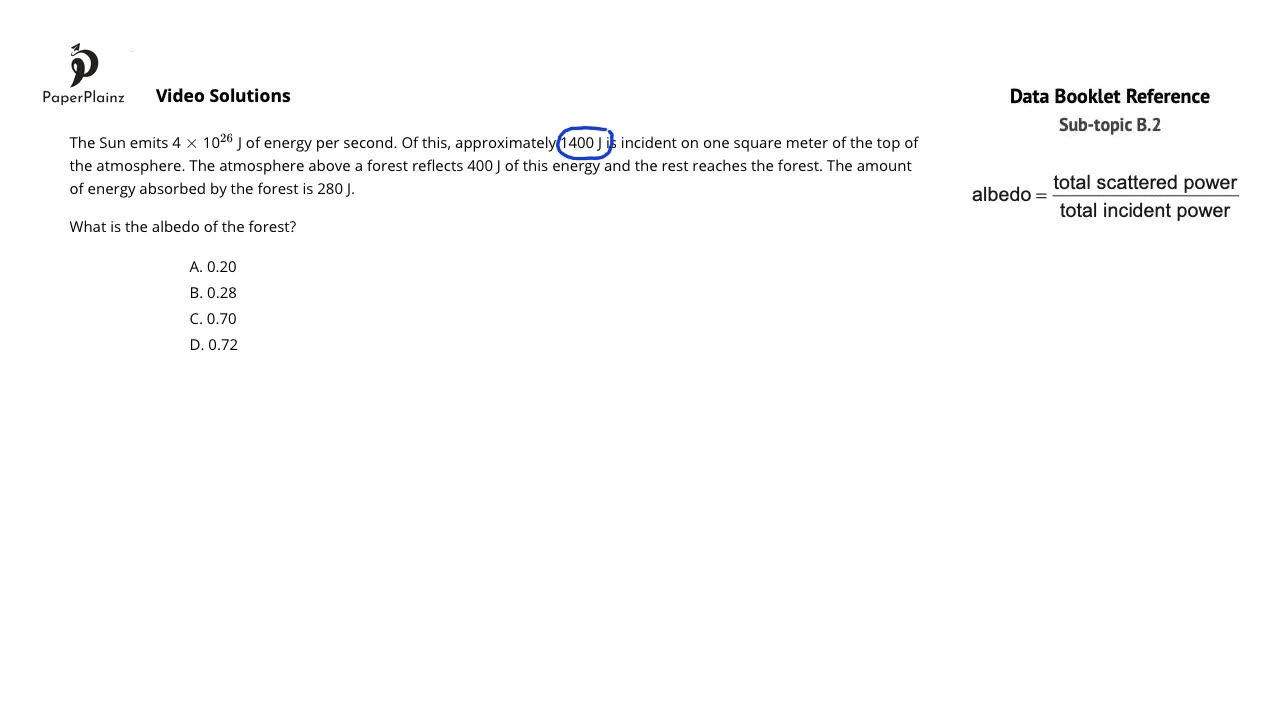 PaperPlainz
Video Solutions
Data Booklet Reference
Sub-topic B.2
The Sun emits 4 × 10²⁶ J of energy per second. Of this, approximately 1400 J is incident on one square meter of the top of
the atmosphere. The atmosphere above a forest reflects 400 J of this energy and the rest reaches the forest. The amount
of energy absorbed by the forest is 280 J.
What is the albedo of the forest?
A. 0.20
B. 0.28
C. 0.70
D. 0.72
albedo = total scattered power / total incident power